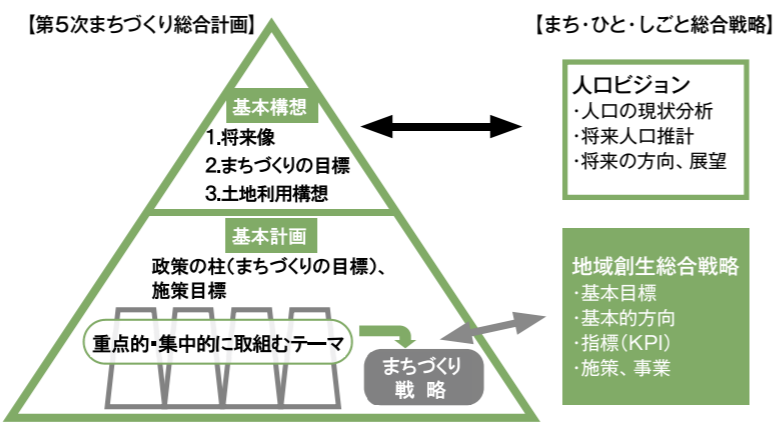 【第5次まちづくり総合計画】
【まち・ひと・しごと総合戦略】
基本構想
1.将来像
2.まちづくりの目標
3.土地利用構想
基本計画
政策の柱（まちづくりの目標）、
施策目標
重点的・集中的に取組むテーマ
まちづくり
戦 略
人口ビジョン
・人口の現状分析
・将来人口推計
・将来の方向、展望
地域創生総合戦略
・基本目標
・基本的方向
・指標（KPI）
・施策、事業